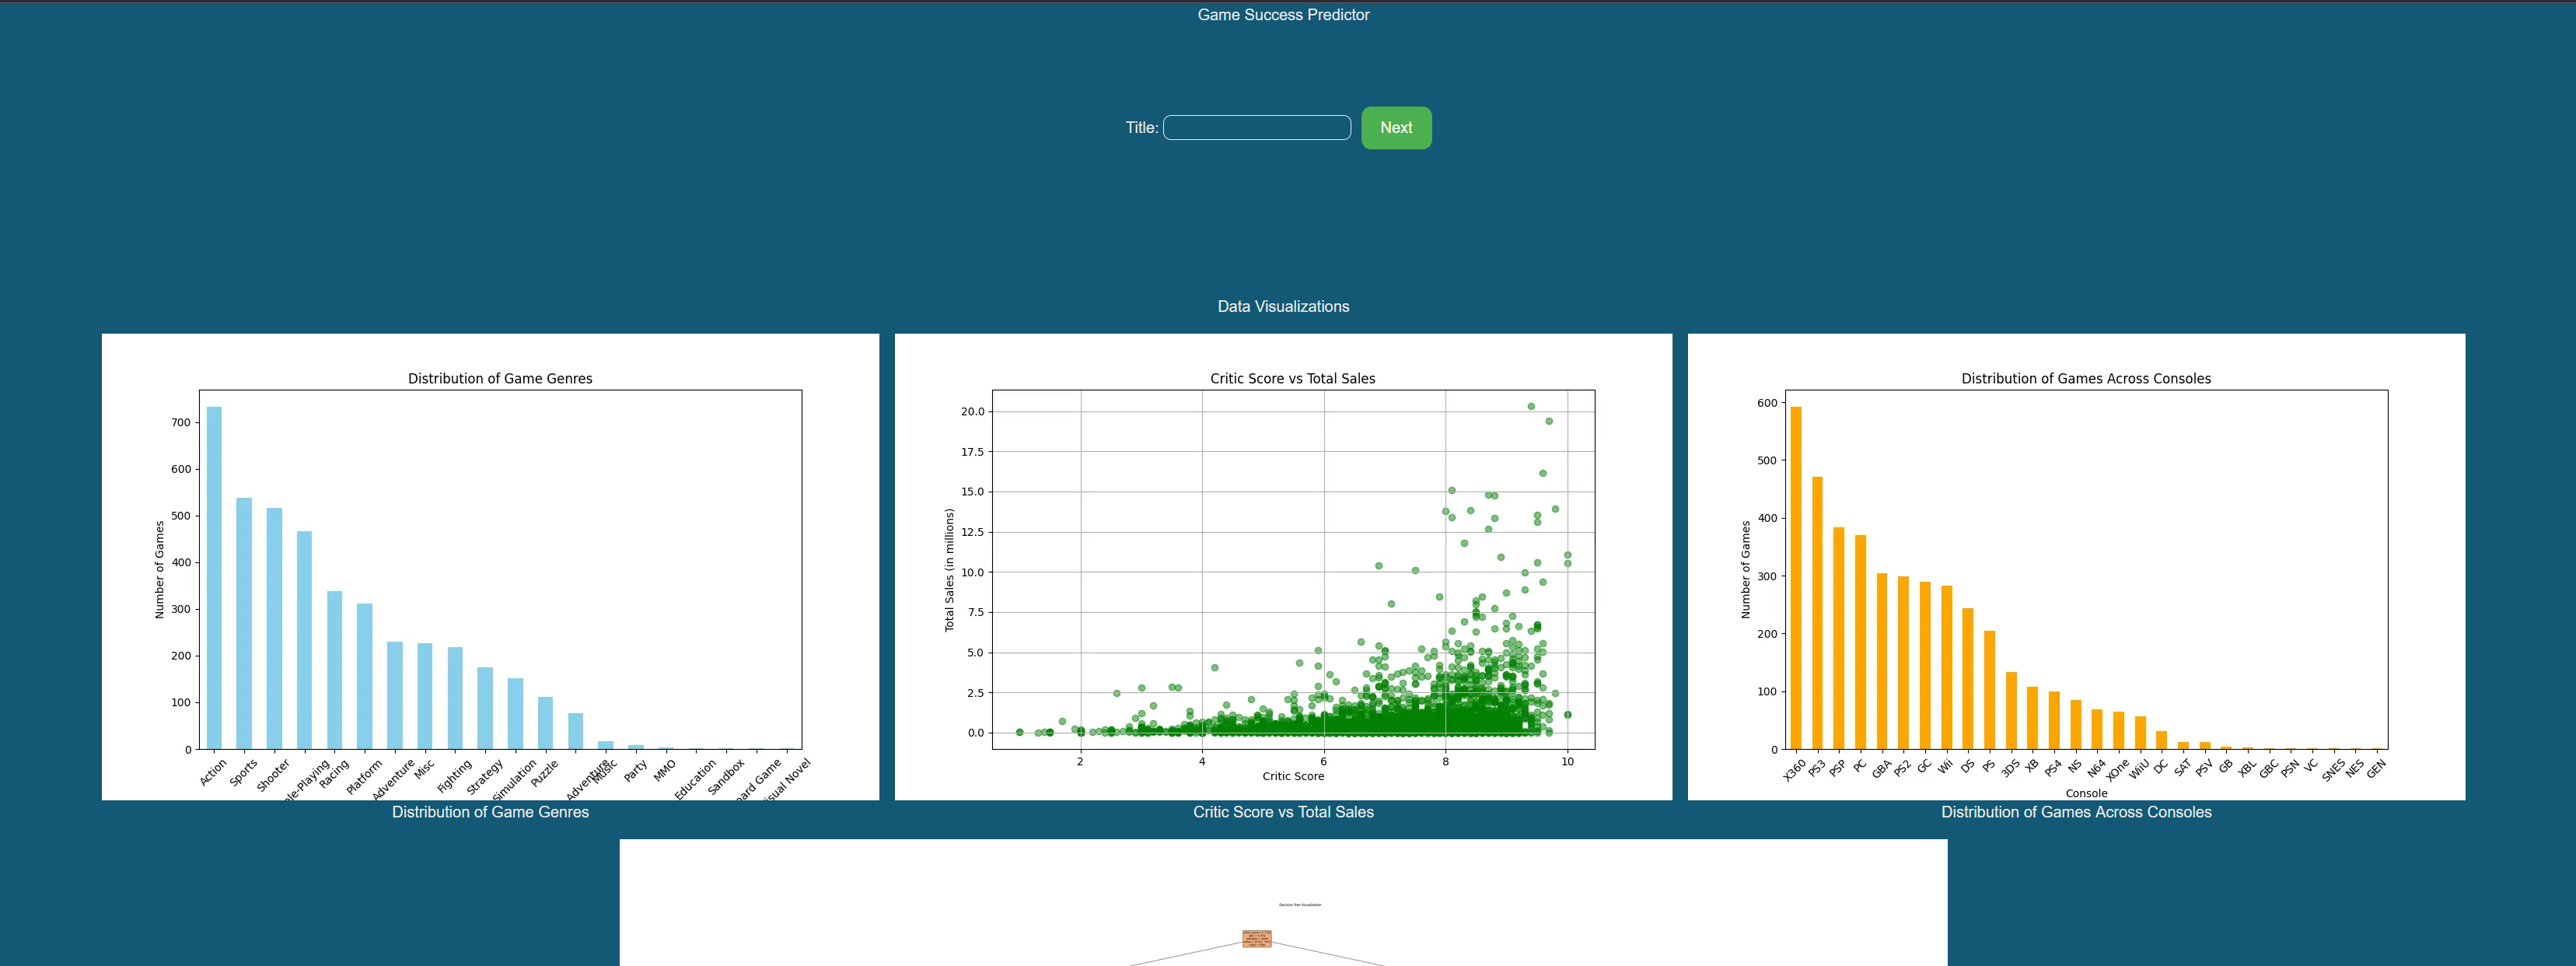 Game Success Predictor
Title:
Next
Data Visualizations
Distribution of Game Genres
Number of Games
700
600
500
400
300
200
100
0
Action
Sports
Shooter
le-Playing
Racing
Platform
Adventure
Misc
Fighting
Strategy
Simulation
Puzzle
Adventure
Music
Party
MMO
Education
Sandbox
oard Game
isual Novel
Distribution of Game Genres
Critic Score vs Total Sales
Total Sales (in millions)
20.0
17.5
15.0
12.5
10.0
7.5
5.0
2.5
0.0
2 4 6 8 10
Critic Score
Critic Score vs Total Sales
Distribution of Games Across Consoles
Number of Games
600
500
400
300
200
100
0
X360
PS3
PSP
PC
GBA
PS2
GC
Wii
DS
PS
3DS
XB
PS4
NS
N64
XOne
WiiU
DC
SAT
PSV
GB
XBL
GBC
PSN
VC
SNES
NES
GEN
Console
Distribution of Games Across Consoles
Decision Tree Visualization